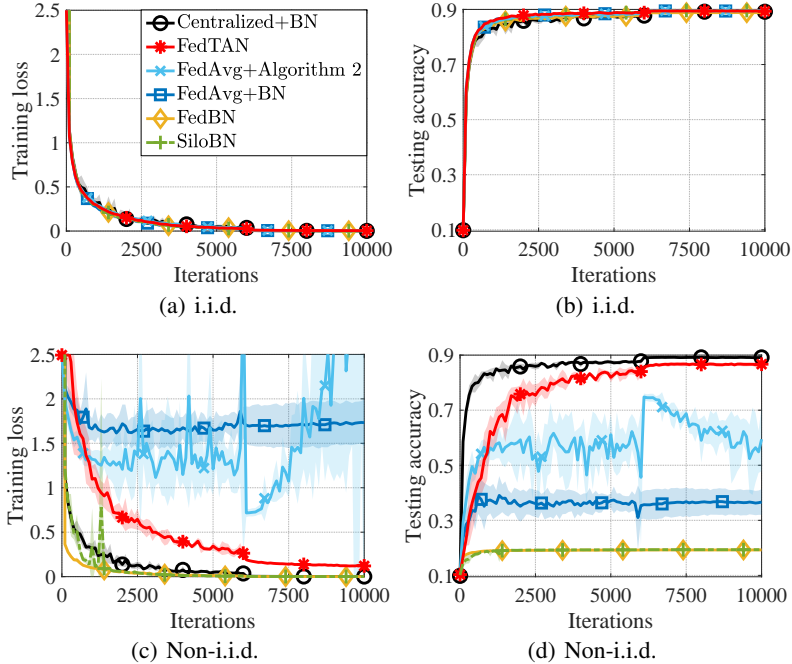 Training loss
2.5
2
1.5
1
0.5
0
0 2500 5000 7500 10000
Iterations
Centralized+BN
FedTAN
FedAvg+Algorithm 2
FedAvg+BN
FedBN
SiloBN
(a) i.i.d.
Testing accuracy
0.9
0.7
0.5
0.3
0.1
0 2500 5000 7500 10000
Iterations
(b) i.i.d.
Training loss
2.5
2
1.5
1
0.5
0
0 2500 5000 7500 10000
Iterations
(c) Non-i.i.d.
Testing accuracy
0.9
0.7
0.5
0.3
0.1
0 2500 5000 7500 10000
Iterations
(d) Non-i.i.d.